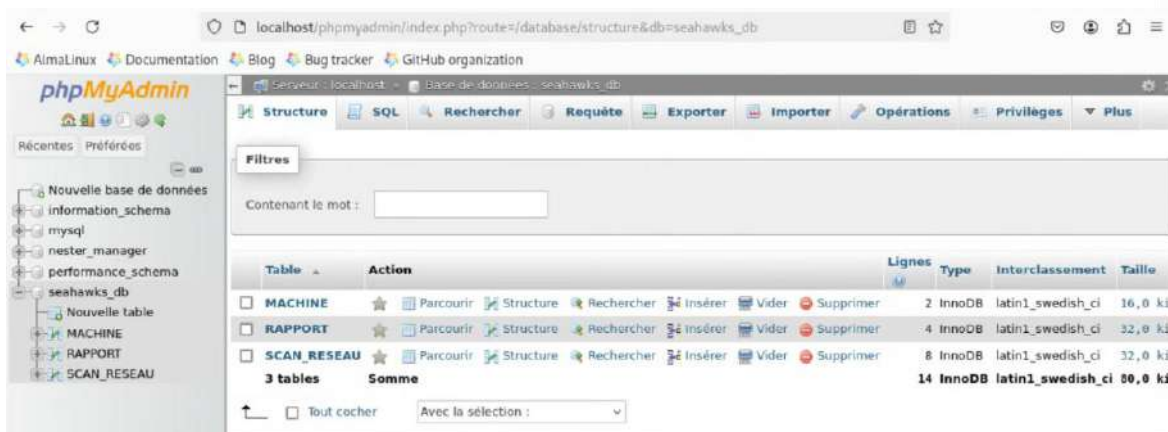 localhost/phpmyadmin/index.php?route=/database/structure&db=seahawks_db
AlmaLinux Documentation Blog Bug tracker GitHub organization
phpMyAdmin
Récentes Préférées
Nouvelle base de données
information_schema
mysql
nester_manager
performance_schema
seahawks_db
Nouvelle table
MACHINE
RAPPORT
SCAN_RESEAU
Serveur : localhost » Base de données : seahawks_db
Structure SQL Rechercher Requête Exporter Importer Opérations Privilèges Plus
Filtres
Contenant le mot :
Table Action Lignes Type Interclassement Taille
MACHINE Parcourir Structure Rechercher Insérer Vider Supprimer 2 InnoDB latin1_swedish_ci 16,0 ki
RAPPORT Parcourir Structure Rechercher Insérer Vider Supprimer 4 InnoDB latin1_swedish_ci 32,0 ki
SCAN_RESEAU Parcourir Structure Rechercher Insérer Vider Supprimer 8 InnoDB latin1_swedish_ci 32,0 ki
3 tables Somme 14 InnoDB latin1_swedish_ci 80,0 ki
Tout cocher Avec la sélection :